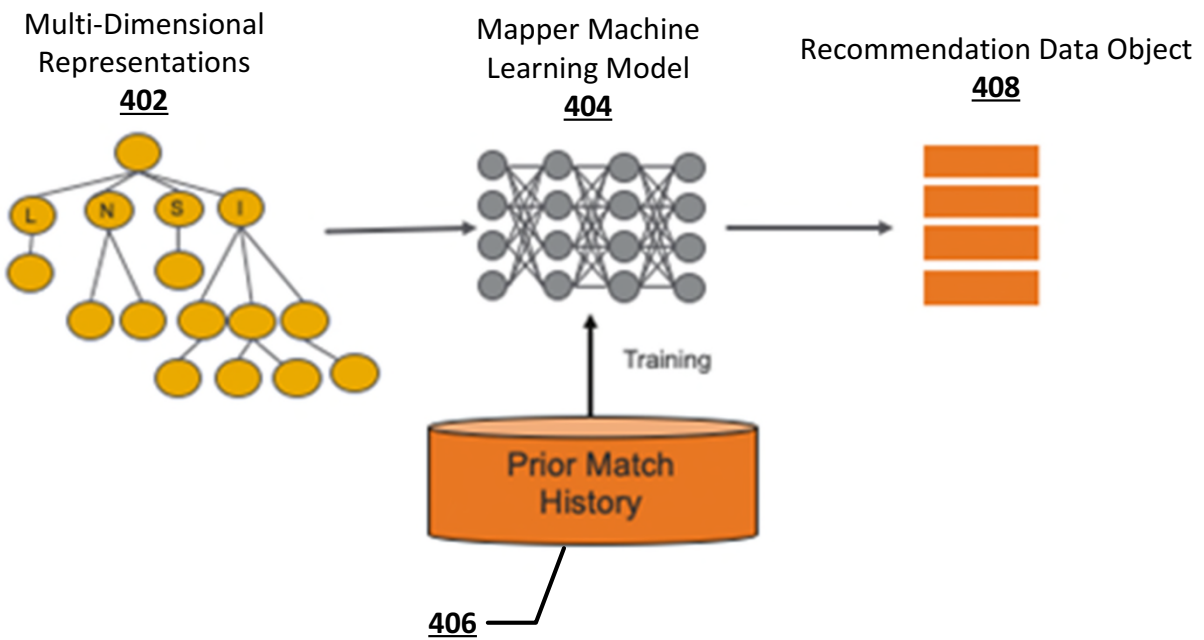 Multi-Dimensional
Representations
402
Mapper Machine
Learning Model
404
Recommendation Data Object
408
L
N
S
I
Training
Prior Match
History
406